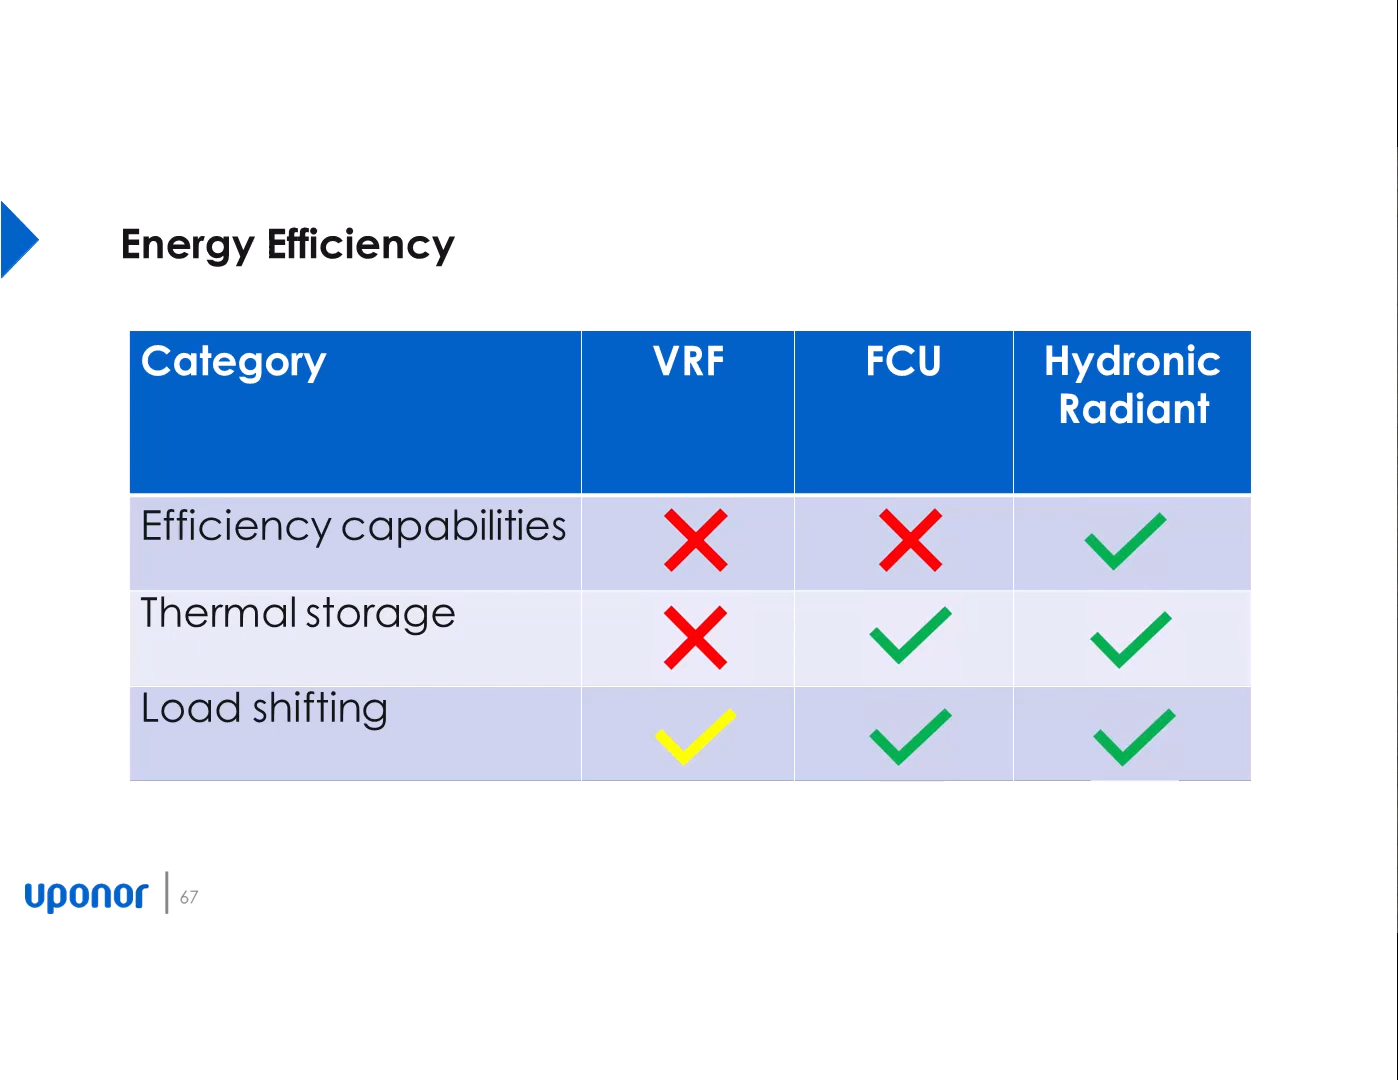 Energy Efficiency
Category VRF FCU Hydronic
Radiant
Efficiency capabilities
Thermal storage
Load shifting
uponor 67